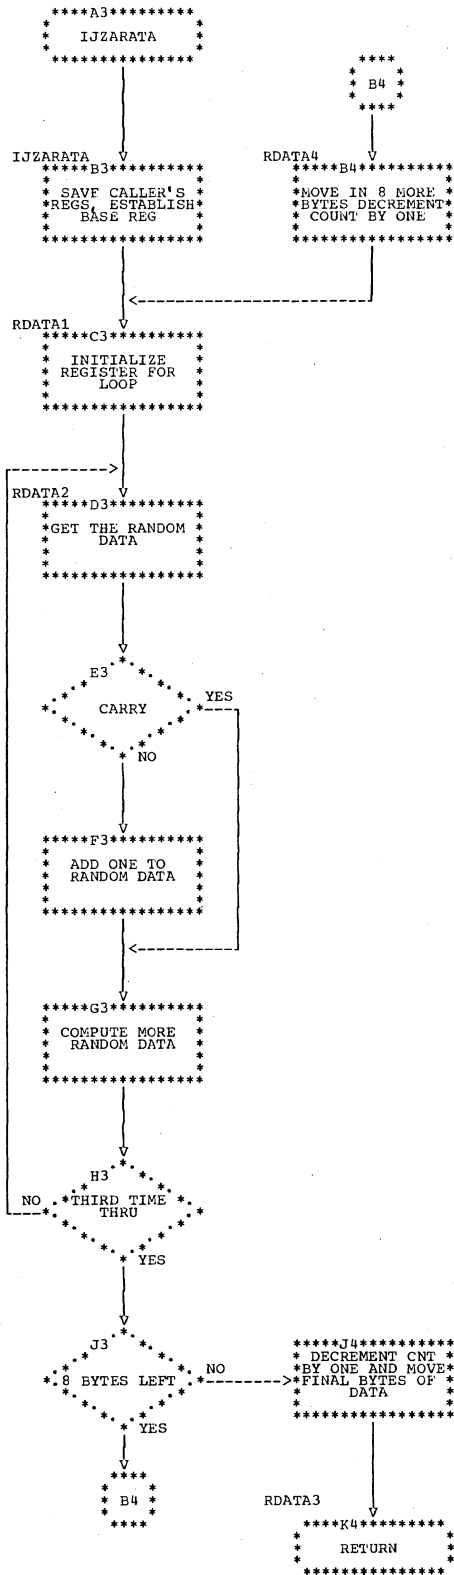 A3
IJZARATA
B4
IJZARATA
B3
SAVE CALLER'S
REGS, ESTABLISH
BASE REG
RDATA4
B4
MOVE IN 8 MORE
BYTES DECREMENT
COUNT BY ONE
RDATA1
C3
INITIALIZE
REGISTER FOR
LOOP
RDATA2
D3
GET THE RANDOM
DATA
E3
CARRY
YES
NO
F3
ADD ONE TO
RANDOM DATA
G3
COMPUTE MORE
RANDOM DATA
H3
NO
THIRD TIME
THRU
YES
J3
8 BYTES LEFT
NO
YES
J4
DECREMENT CNT
BY ONE AND MOVE
FINAL BYTES OF
DATA
B4
RDATA3
K4
RETURN